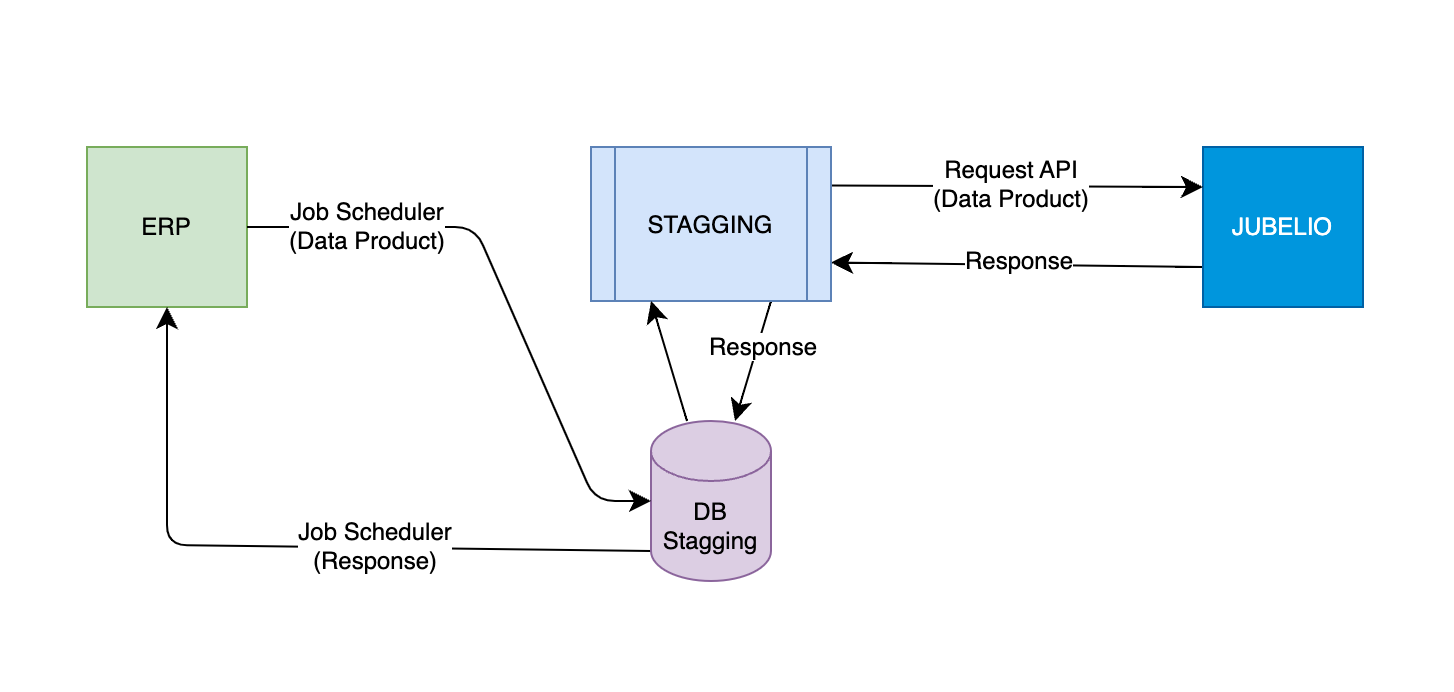 ERP
Job Scheduler
(Data Product)
STAGGING
Request API
(Data Product)
JUBELIO
Response
Response
DB
Stagging
Job Scheduler
(Response)